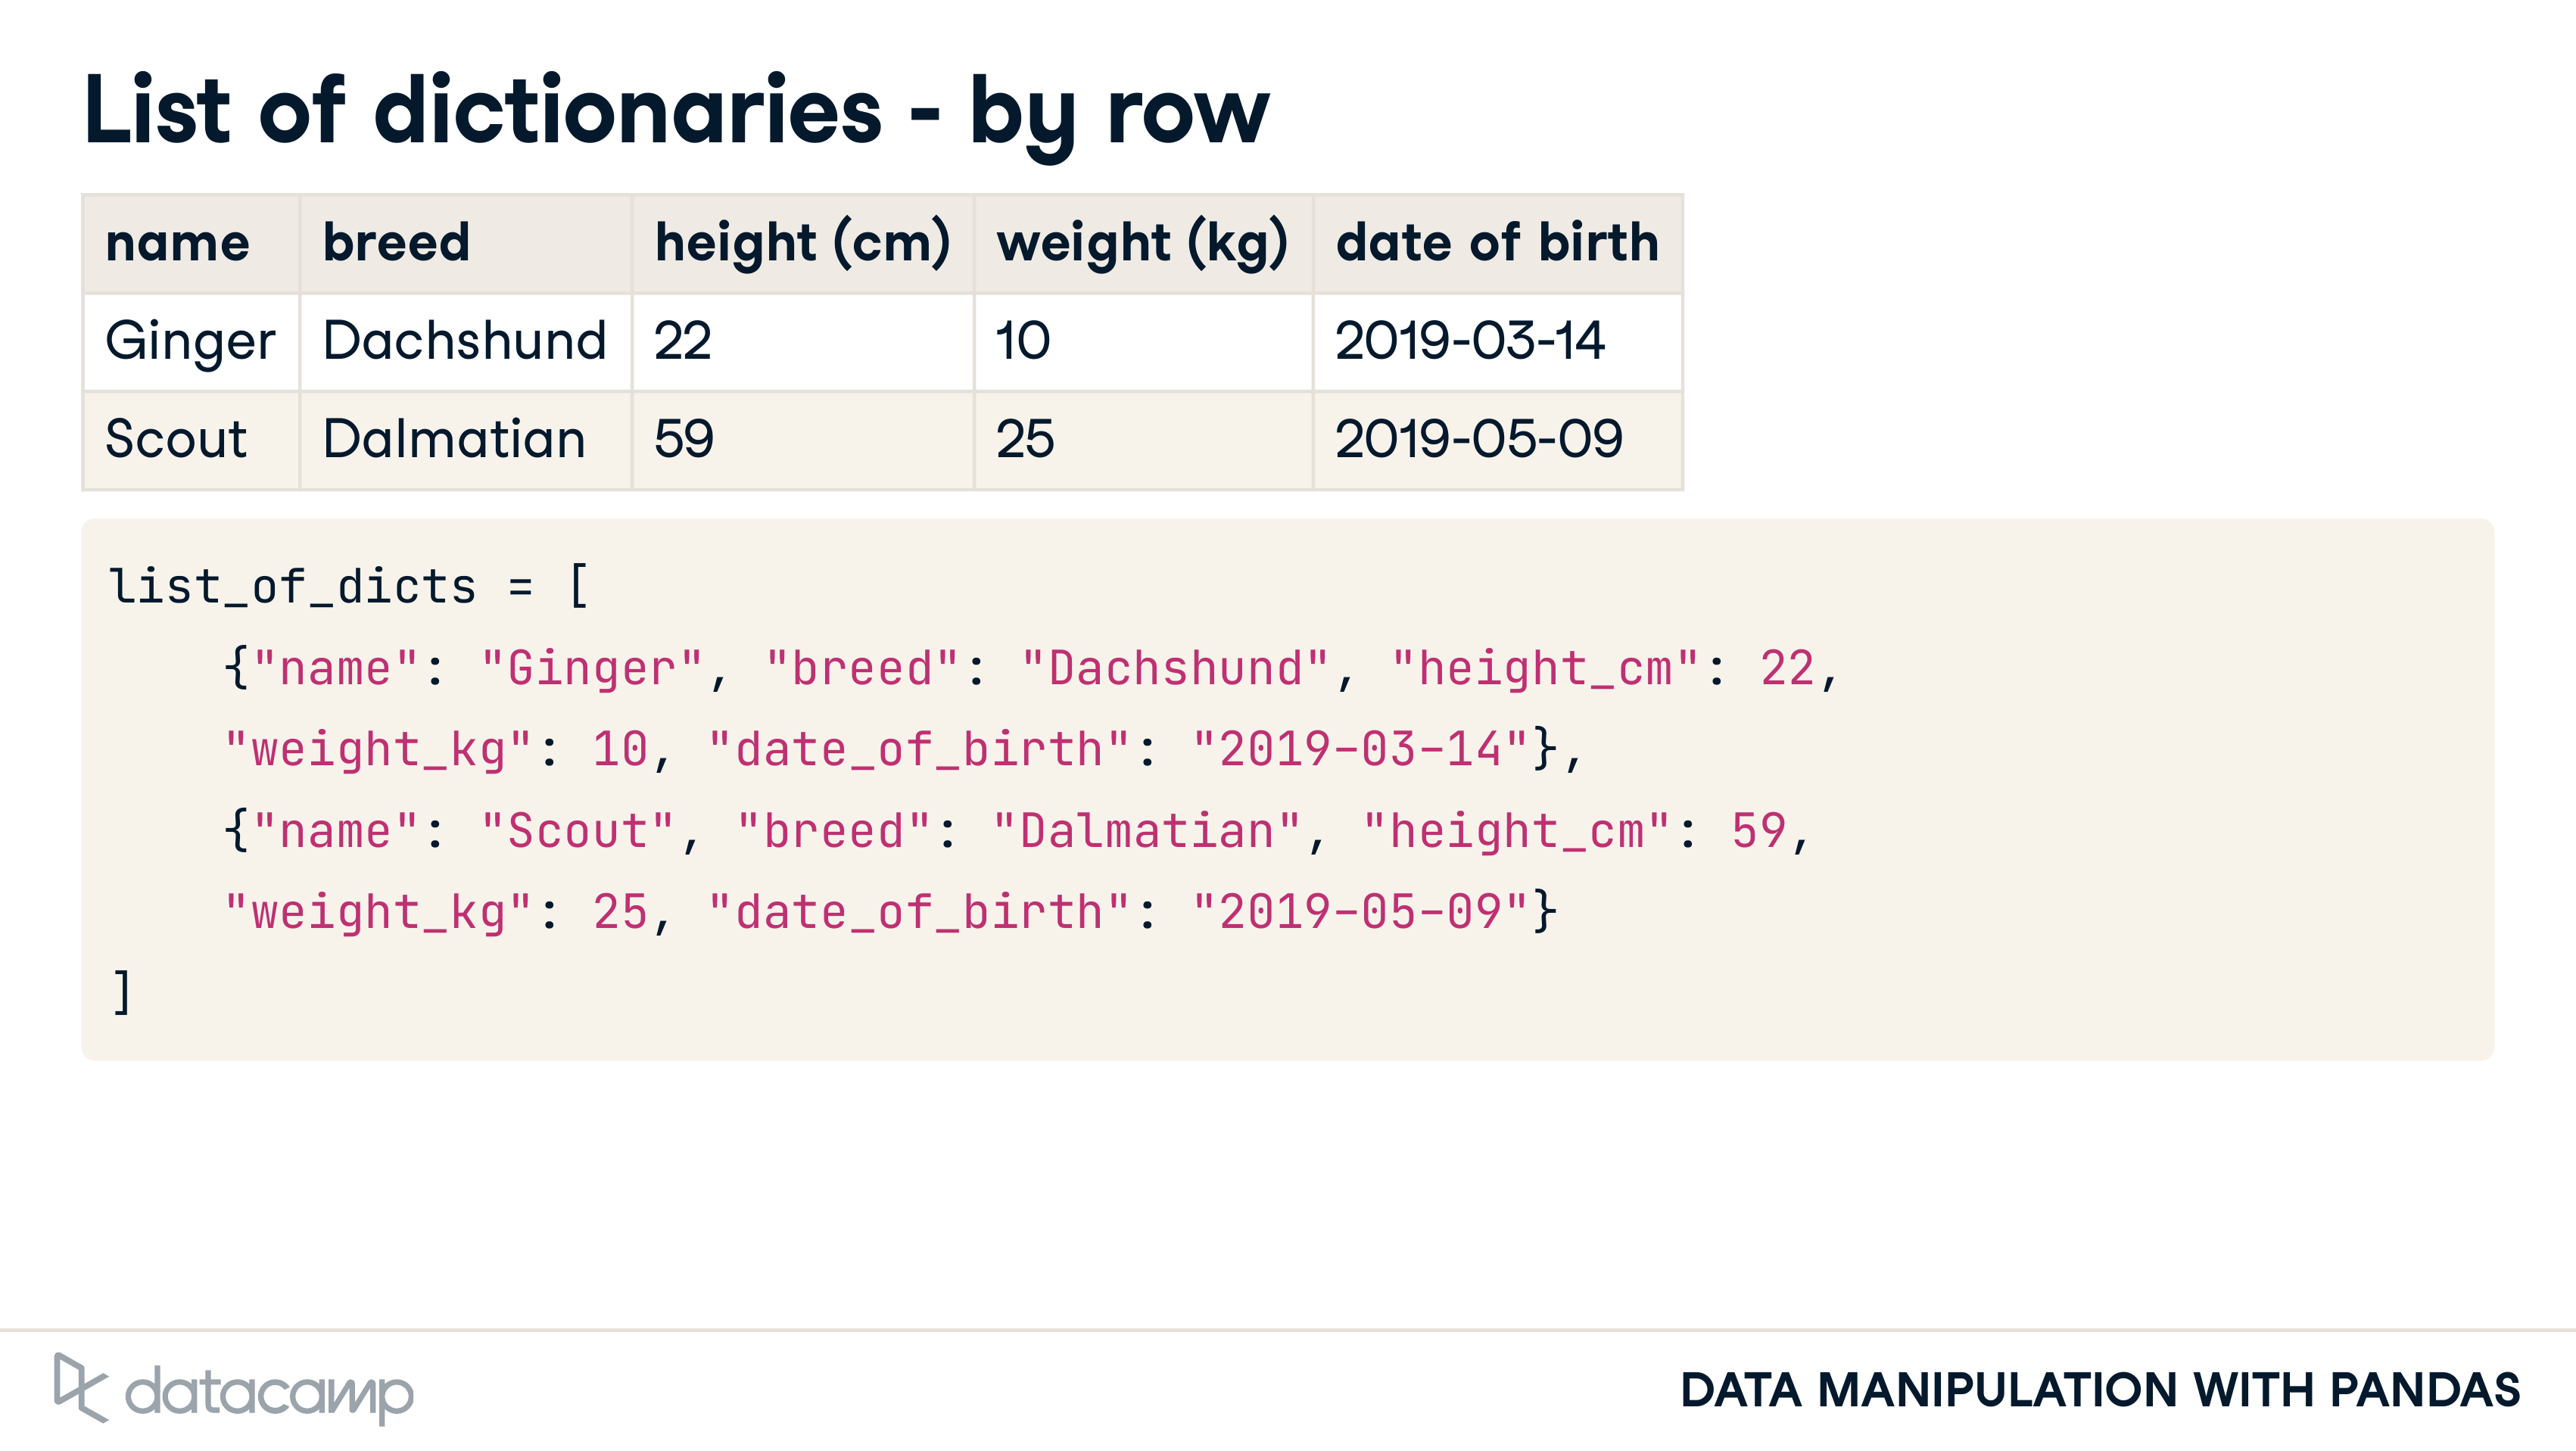 List of dictionaries - by row
name breed height (cm) weight (kg) date of birth
Ginger Dachshund 22 10 2019-03-14
Scout Dalmatian 59 25 2019-05-09
list_of_dicts = [
    {"name": "Ginger", "breed": "Dachshund", "height_cm": 22,
    "weight_kg": 10, "date_of_birth": "2019-03-14"},
    {"name": "Scout", "breed": "Dalmatian", "height_cm": 59,
    "weight_kg": 25, "date_of_birth": "2019-05-09"}
]
datacamp
DATA MANIPULATION WITH PANDAS